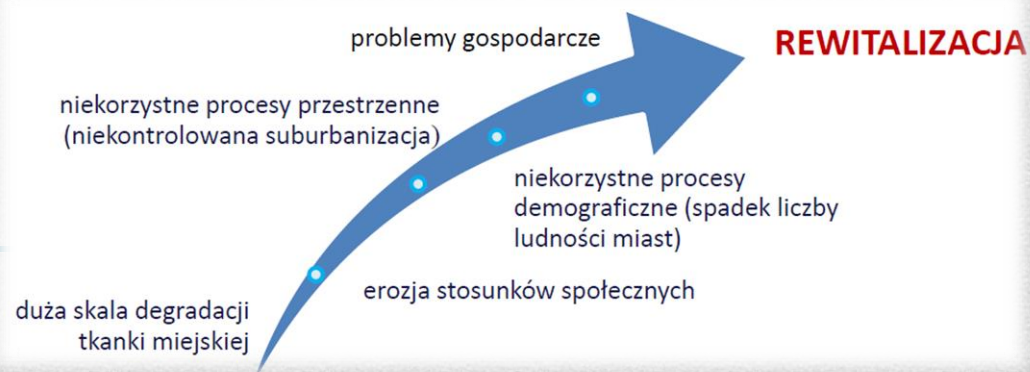 problemy gospodarcze
REWITALIZACJA
niekorzystne procesy przestrzenne
(niekontrolowana suburbanizacja)
niekorzystne procesy
demograficzne (spadek liczby
ludności miast)
erozja stosunków społecznych
duża skala degradacji
tkanki miejskiej